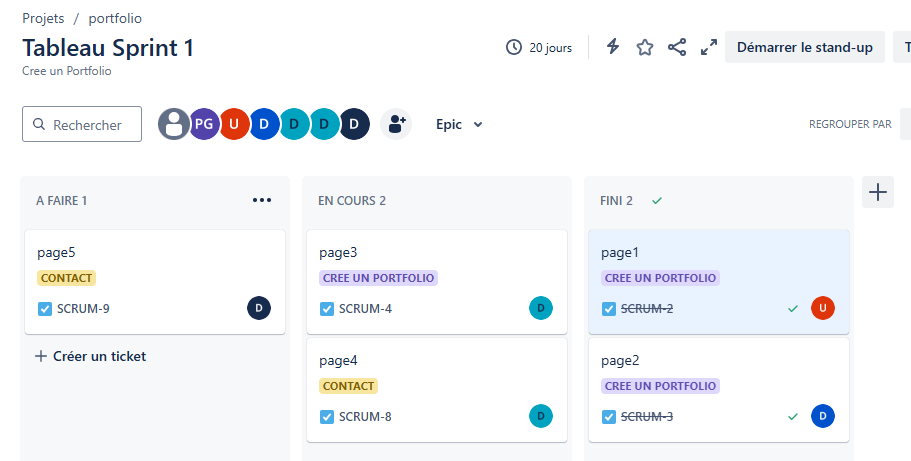 Projets / portfolio
Tableau Sprint 1
20 jours
Démarrer le stand-up
T
Cree un Portfolio
Rechercher
PG U D D D D
Epic
REGROUPER PAR
A FAIRE 1
page5
CONTACT
SCRUM-9
D
Créer un ticket
EN COURS 2
page3
CREE UN PORTFOLIO
SCRUM-4
D
page4
CONTACT
SCRUM-8
D
FINI 2
page1
CREE UN PORTFOLIO
SCRUM-2
U
page2
CREE UN PORTFOLIO
SCRUM-3
D